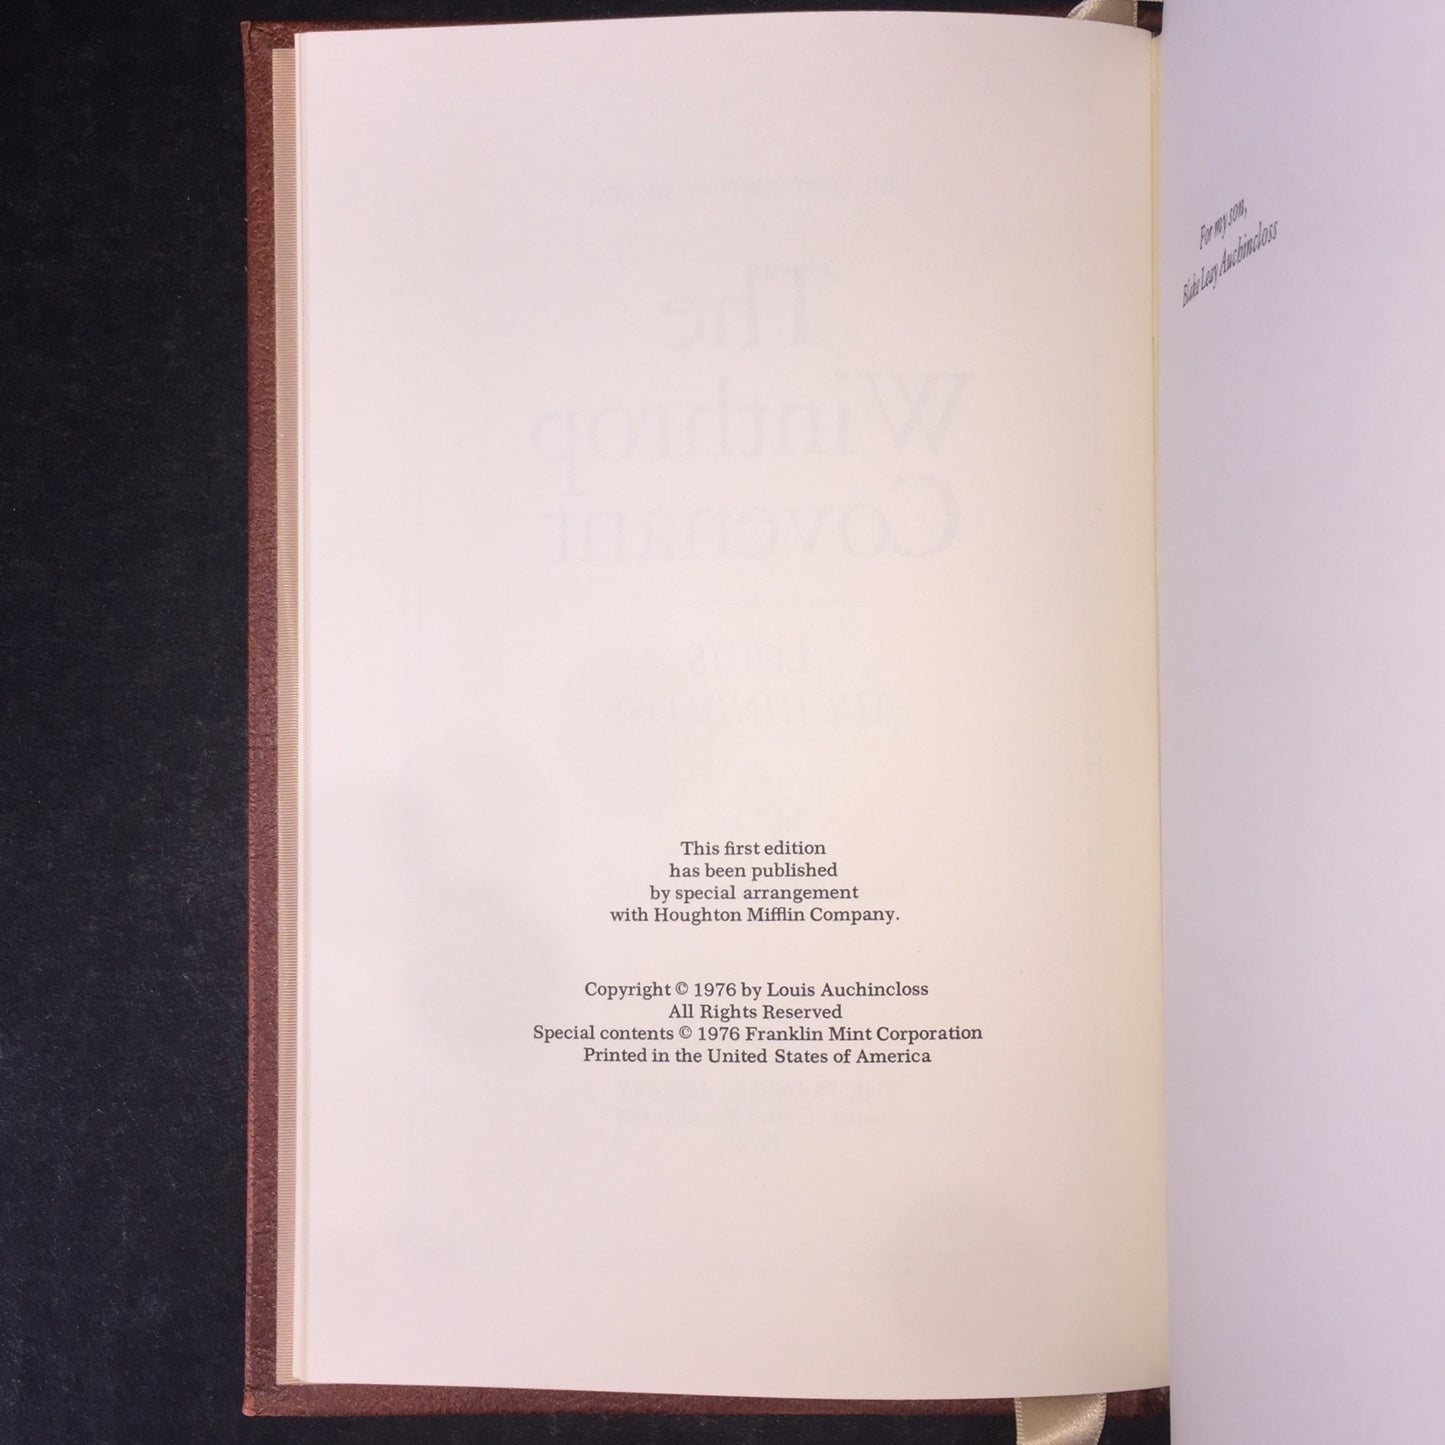 The
Winthrop
Covenant
LOUIS
AUCHINCLOSS
This first edition
has been published
by special arrangement
with Houghton Mifflin Company.
Copyright © 1976 by Louis Auchincloss
All Rights Reserved
Special contents © 1976 Franklin Mint Corporation
Printed in the United States of America
For my son,
Blake Leay Auchincloss